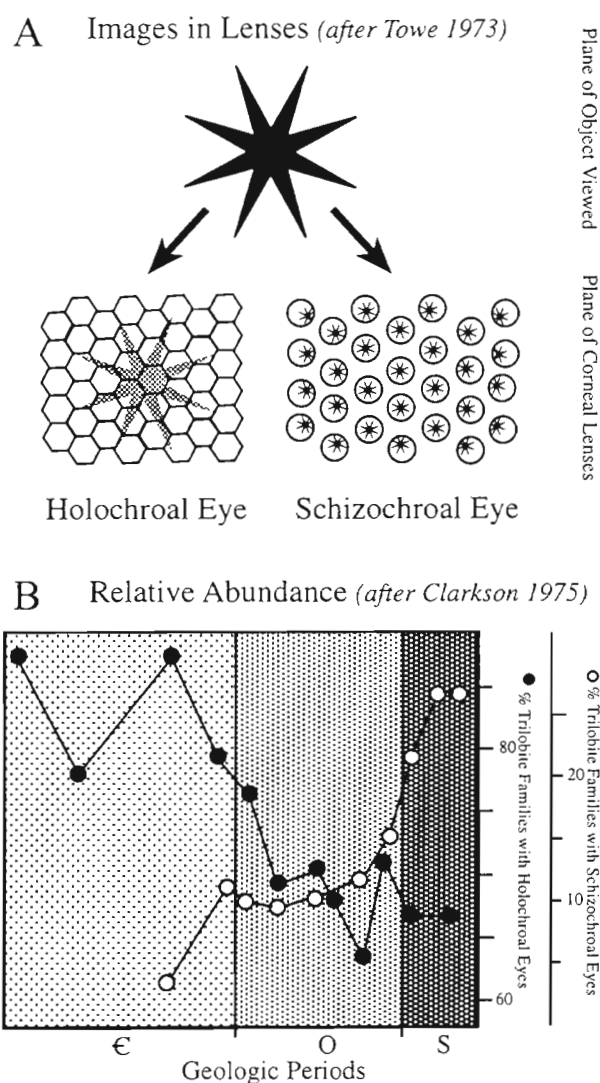 A Images in Lenses (after Towe 1973)
Plane of Object Viewed
Plane of Corneal Lenses
Holochroal Eye Schizochroal Eye
B Relative Abundance (after Clarkson 1975)
80
60
% Trilobite Families with Holochroal Eyes
20
10
% Trilobite Families with Schizochroal Eyes
Є O S
Geologic Periods